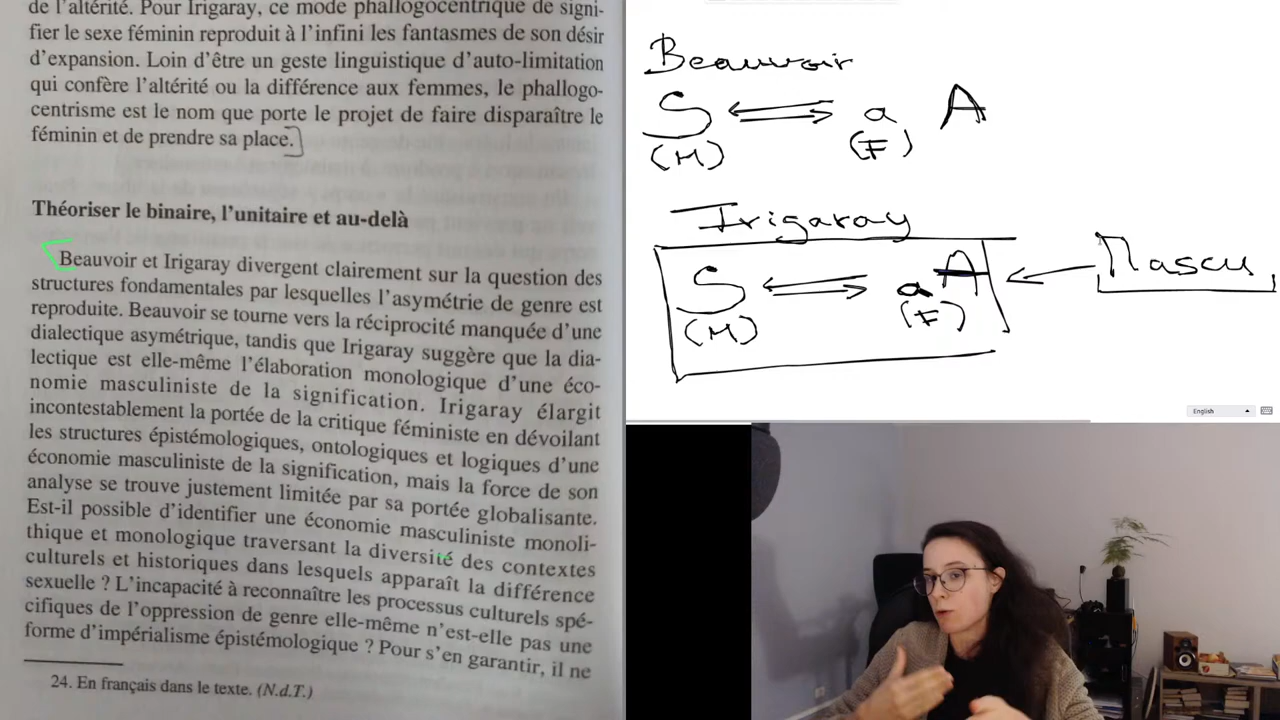 de l'altérité. Pour Irigaray, ce mode phallogocentrique de signi-
fier le sexe féminin reproduit à l'infini les fantasmes de son désir
d'expansion. Loin d'être un geste linguistique d'auto-limitation
qui confère l'altérité ou la différence aux femmes, le phallogo-
centrisme est le nom que porte le projet de faire disparaître le
féminin et de prendre sa place.
Théoriser le binaire, l'unitaire et au-delà
Beauvoir et Irigaray divergent clairement sur la question des
structures fondamentales par lesquelles l'asymétrie de genre est
reproduite. Beauvoir se tourne vers la réciprocité manquée d'une
dialectique asymétrique, tandis que Irigaray suggère que la dia-
lectique est elle-même l'élaboration monologique d'une éco-
nomie masculiniste de la signification. Irigaray élargit
incontestablement la portée de la critique féministe en dévoilant
les structures épistémologiques, ontologiques et logiques d'une
économie masculiniste de la signification, mais la force de son
analyse se trouve justement limitée par sa portée globalisante.
Est-il possible d'identifier une économie masculiniste monoli-
thique et monologique traversant la diversité des contextes
culturels et historiques dans lesquels apparaît la différence
sexuelle ? L'incapacité à reconnaître les processus culturels spé-
cifiques de l'oppression de genre elle-même n'est-elle pas une
forme d'impérialisme épistémologique ? Pour s'en garantir, il ne
24. En français dans le texte. (N.d.T.)
Beauvoir
S a A
(M) (F)
Irigaray
S a A Mascu.
(M) (F)
English